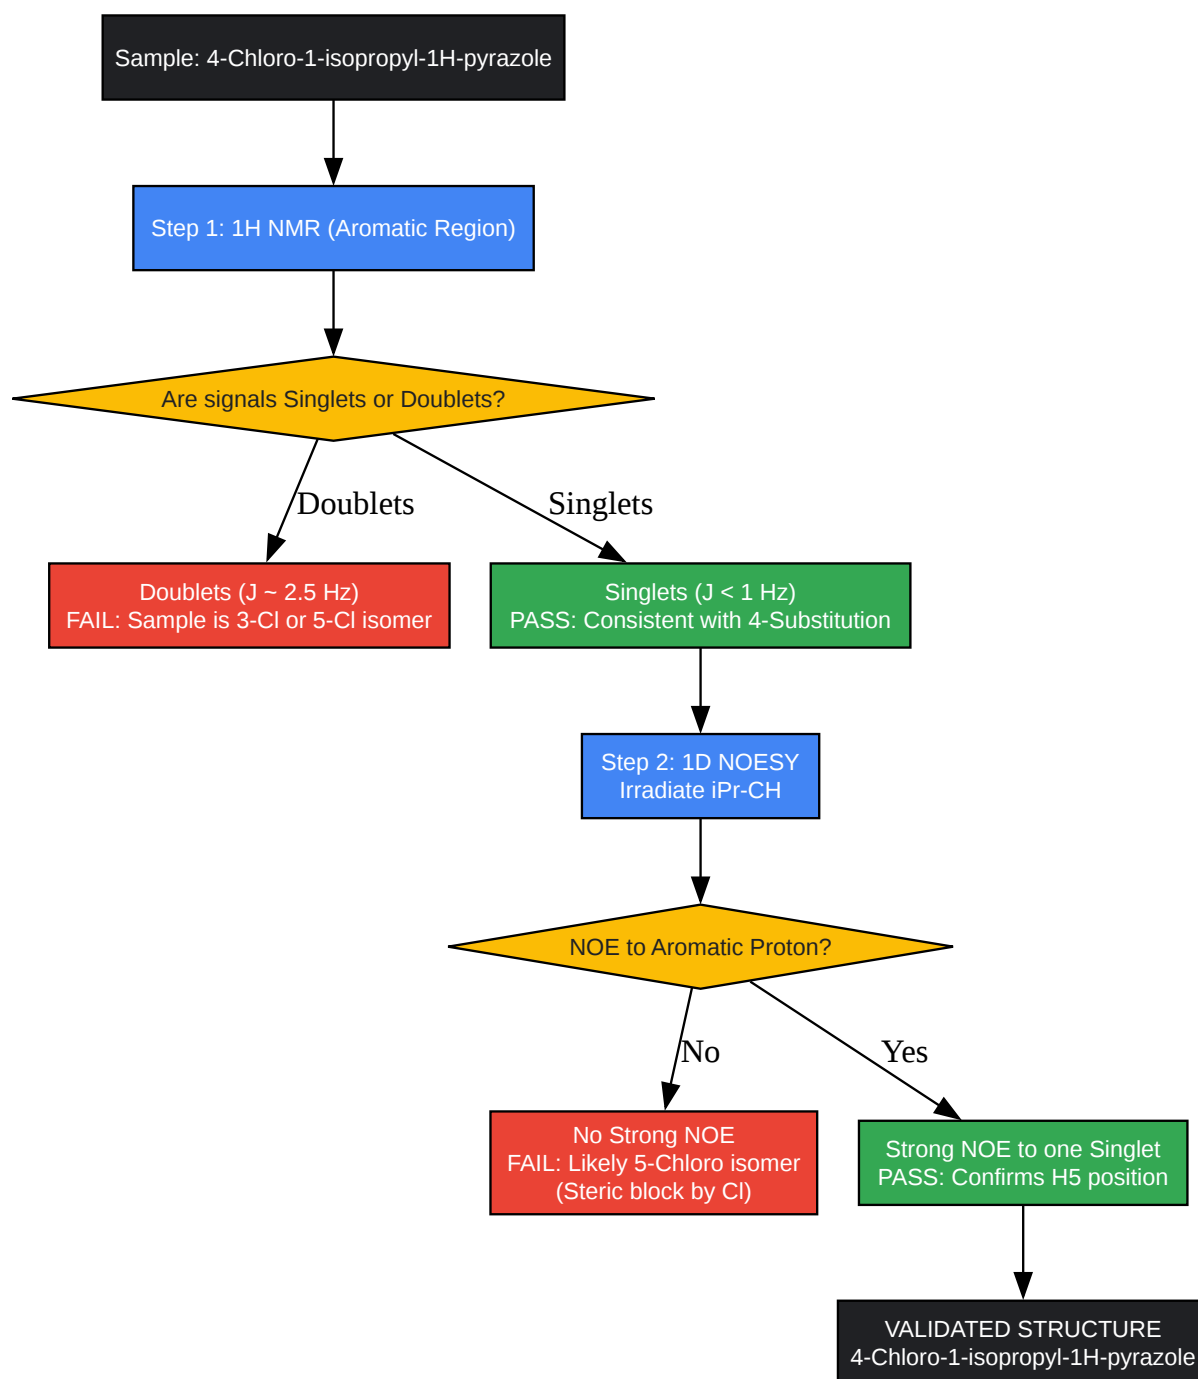 Sample: 4-Chloro-1-isopropyl-1H-pyrazole
Step 1: 1H NMR (Aromatic Region)
Are signals Singlets or Doublets?
Doublets
Singlets
Doublets (J ~ 2.5 Hz)
FAIL: Sample is 3-Cl or 5-Cl isomer
Singlets (J < 1 Hz)
PASS: Consistent with 4-Substitution
Step 2: 1D NOESY
Irradiate iPr-CH
NOE to Aromatic Proton?
No
Yes
No Strong NOE
FAIL: Likely 5-Chloro isomer
(Steric block by Cl)
Strong NOE to one Singlet
PASS: Confirms H5 position
VALIDATED STRUCTURE
4-Chloro-1-isopropyl-1H-pyrazole